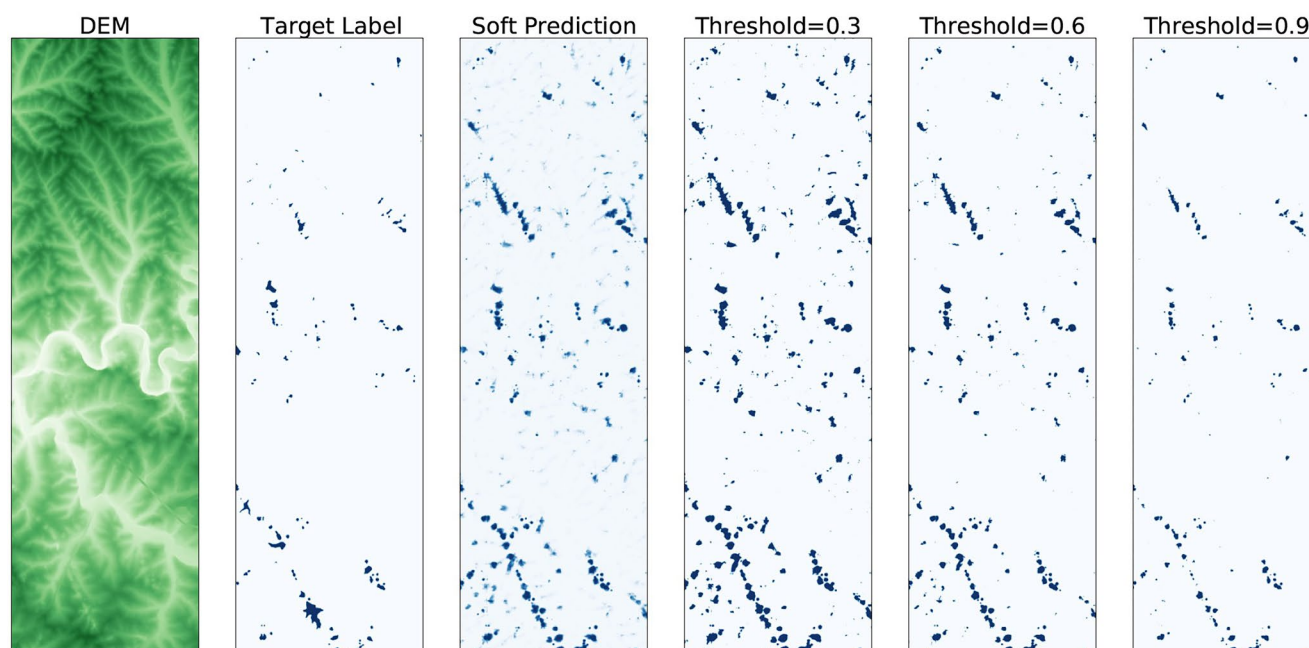 DEM
Target Label
Soft Prediction
Threshold=0.3
Threshold=0.6
Threshold=0.9